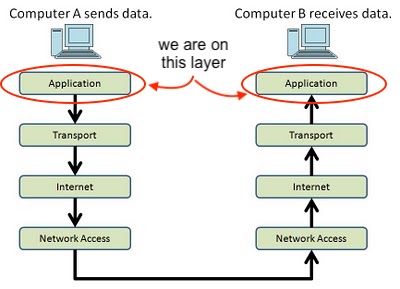 Computer A sends data.
Computer B receives data.
we are on
this layer
Application
Application
Transport
Transport
Internet
Internet
Network Access
Network Access